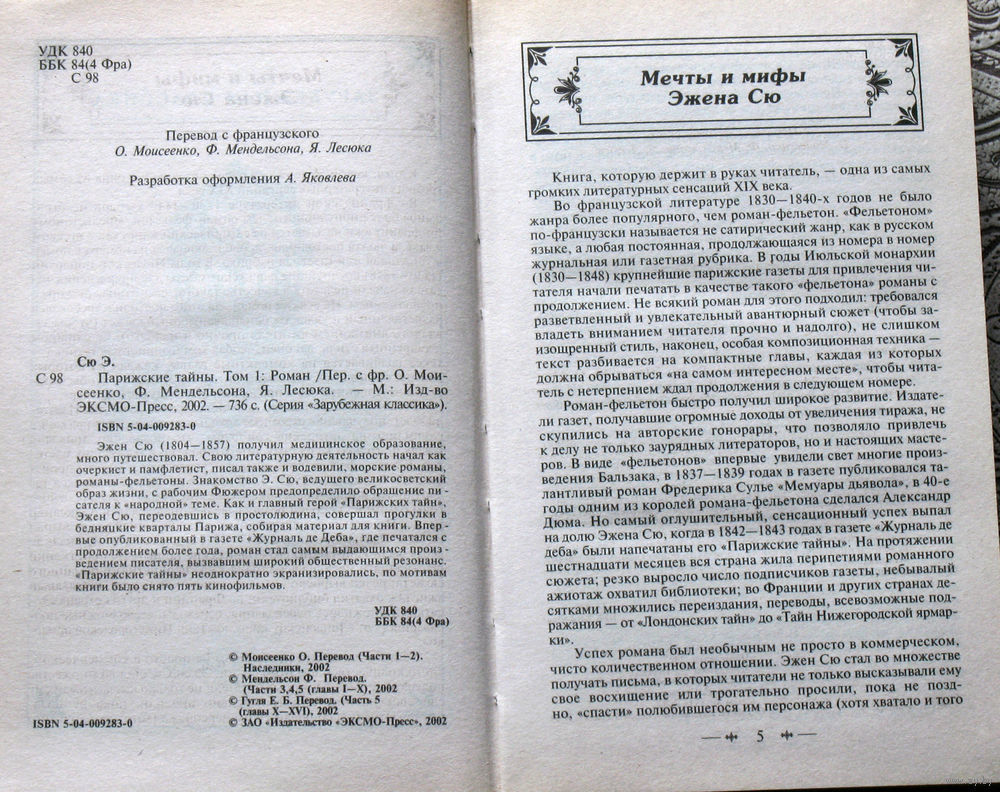 УДК 840
ББК 84(4 Фра)
С 98
Перевод с французского
О. Моисеенко, Ф. Мендельсона, Я. Лесюка
Разработка оформления А. Яковлева
Сю Э.
С 98 Парижские тайны. Том 1: Роман /Пер. с фр. О. Мои-
сеенко, Ф. Мендельсона, Я. Лесюка. — М.: Изд-во
ЭКСМО-Пресс, 2002. — 736 с. (Серия «Зарубежная классика»).
ISBN 5-04-009283-0
Эжен Сю (1804—1857) получил медицинское образование,
много путешествовал. Свою литературную деятельность начал как
очеркист и памфлетист, писал также и водевили, морские романы,
романы-фельетоны. Знакомство Э. Сю, ведущего великосветский
образ жизни, с рабочим Фюжером предопределило обращение пи-
сателя к «народной» теме. Как и главный герой «Парижских тайн»,
Эжен Сю, переодевшись в простолюдина, совершал прогулки в
бедняцкие кварталы Парижа, собирая материал для книги. Впер-
вые опубликованный в газете «Журналь де Деба», где печатался с
продолжением более года, роман стал самым выдающимся произ-
ведением писателя, вызвавшим широкий общественный резонанс.
«Парижские тайны» неоднократно экранизировались, по мотивам
книги было снято пять кинофильмов.
УДК 840
ББК 84(4 Фра)
© Моисеенко О. Перевод (Части 1—2).
Наследники, 2002
© Мендельсон Ф. Перевод.
(Части 3,4,5 (главы I—X), 2002
© Гугля Е. Б. Перевод. (Часть 5
(главы X—XVI), 2002
ISBN 5-04-009283-0 © ЗАО «Издательство «ЭКСМО-Пресс», 2002
Мечты и мифы
Эжена Сю
Книга, которую держит в руках читатель, — одна из самых
громких литературных сенсаций XIX века.
Во французской литературе 1830—1840-х годов не было
жанра более популярного, чем роман-фельетон. «Фельетоном»
по-французски называется не сатирический жанр, как в русском
языке, а любая постоянная, продолжающаяся из номера в номер
журнальная или газетная рубрика. В годы Июльской монархии
(1830—1848) крупнейшие парижские газеты для привлечения чи-
тателя начали печатать в качестве такого «фельетона» романы с
продолжением. Не всякий роман для этого подходил: требовался
разветвленный и увлекательный авантюрный сюжет (чтобы за-
владеть вниманием читателя прочно и надолго), не слишком
изощренный стиль, наконец, особая композиционная техника —
текст разбивается на компактные главы, каждая из которых
должна обрываться «на самом интересном месте», чтобы чита-
тель с нетерпением ждал продолжения в следующем номере.
Роман-фельетон быстро получил широкое развитие. Издате-
ли газет, получавшие огромные доходы от увеличения тиража, не
скупились на авторские гонорары, что позволяло привлечь
к делу не только заурядных литераторов, но и настоящих масте-
ров. В виде «фельетонов» впервые увидели свет многие произ-
ведения Бальзака, в 1837—1839 годах в газете публиковался та-
лантливый роман Фредерика Сулье «Мемуары дьявола», в 40-е
годы одним из королей романа-фельетона сделался Александр
Дюма. Но самый оглушительный, сенсационный успех выпал
на долю Эжена Сю, когда в 1842—1843 годах в газете «Журналь де
деба» были напечатаны его «Парижские тайны». На протяжении
шестнадцати месяцев вся страна жила перипетиями романного
сюжета; резко выросло число подписчиков газеты, небывалый
ажиотаж охватил библиотеки; во Франции и других странах де-
сятками множились переиздания, переводы, всевозможные под-
ражания — от «Лондонских тайн» до «Тайн Нижегородской ярмар-
ки».
Успех романа был необычным не просто в коммерческом,
чисто количественном отношении. Эжен Сю стал во множестве
получать письма, в которых читатели не только высказывали ему
свое восхищение или трогательно просили, пока не позд-
но, «спасти» полюбившегося им персонажа (хотя хватало и того
5